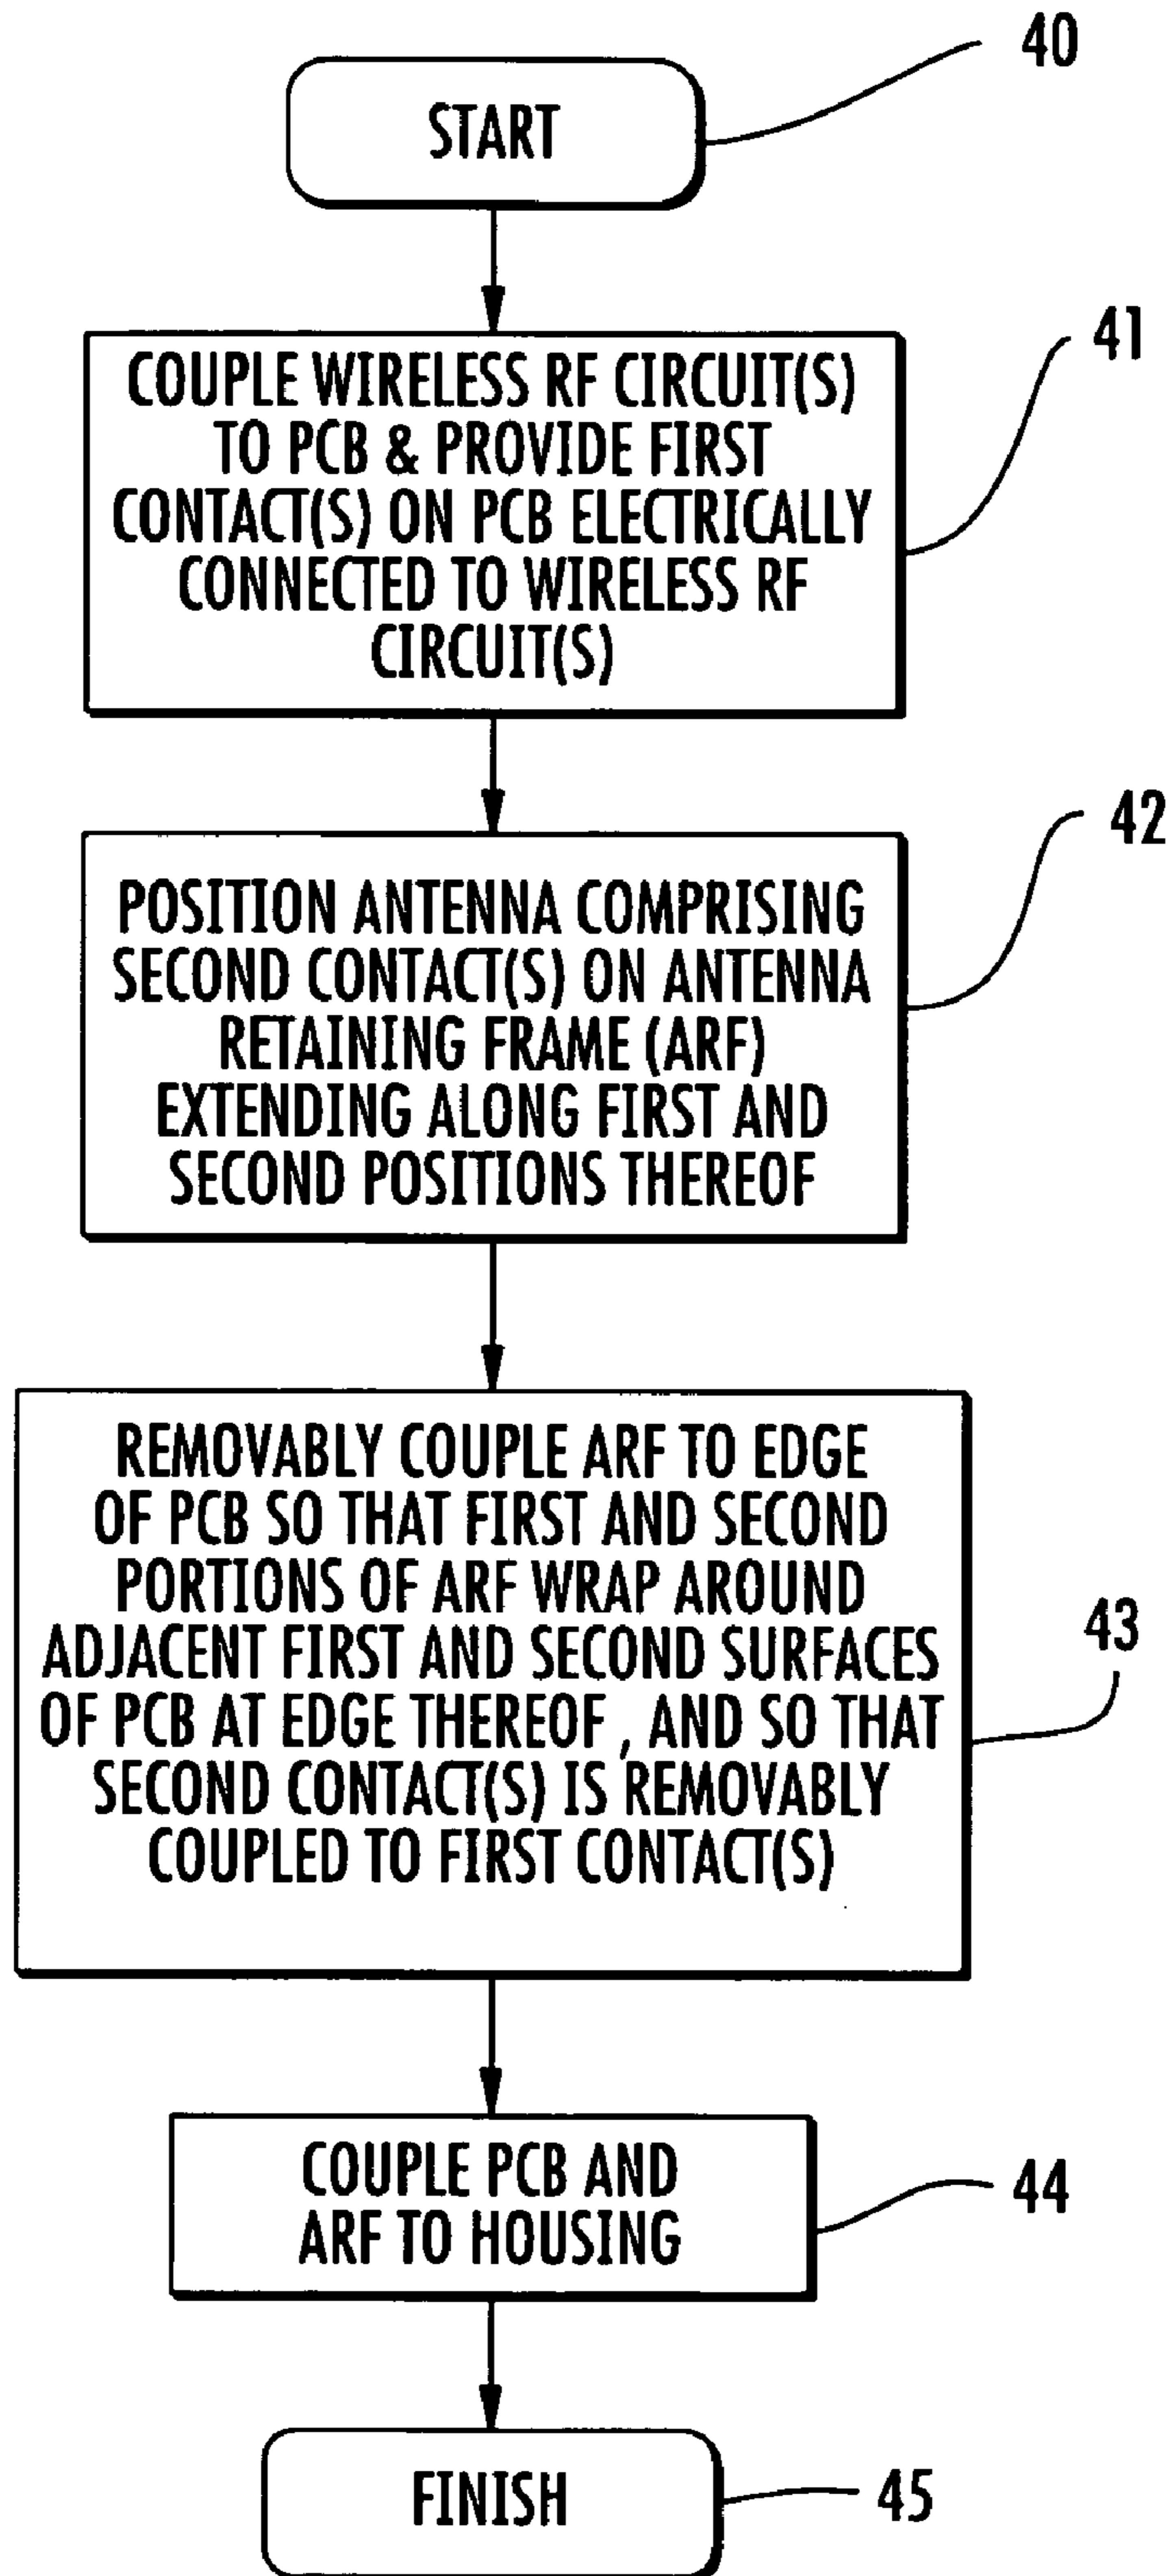 START
40
COUPLE WIRELESS RF CIRCUIT(S)
TO PCB & PROVIDE FIRST
CONTACT(S) ON PCB ELECTRICALLY
CONNECTED TO WIRELESS RF
CIRCUIT(S)
41
POSITION ANTENNA COMPRISING
SECOND CONTACT(S) ON ANTENNA
RETAINING FRAME (ARF)
EXTENDING ALONG FIRST AND
SECOND POSITIONS THEREOF
42
REMOVABLY COUPLE ARF TO EDGE
OF PCB SO THAT FIRST AND SECOND
PORTIONS OF ARF WRAP AROUND
ADJACENT FIRST AND SECOND SURFACES
OF PCB AT EDGE THEREOF , AND SO THAT
SECOND CONTACT(S) IS REMOVABLY
COUPLED TO FIRST CONTACT(S)
43
COUPLE PCB AND
ARF TO HOUSING
44
FINISH
45